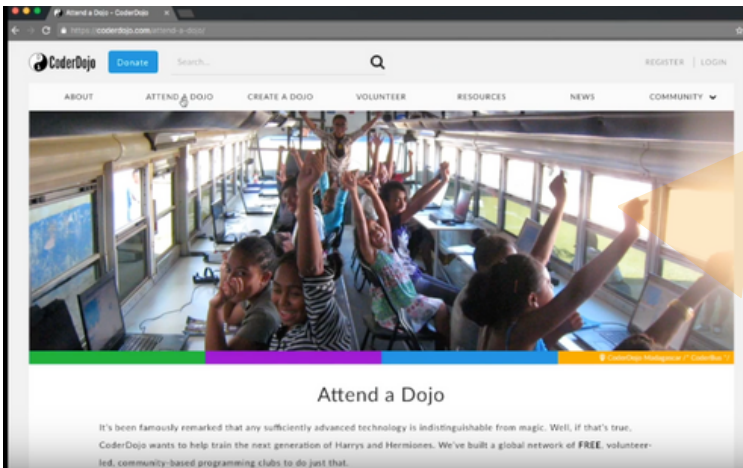 Attend a Dojo - CoderDojo
https://coderdojo.com/attend-a-dojo/
CoderDojo
Donate
Search...
REGISTER | LOGIN
ABOUT ATTEND A DOJO CREATE A DOJO VOLUNTEER RESOURCES NEWS COMMUNITY
CoderDojo Madagascar /* CoderBus */
Attend a Dojo
It's been famously remarked that any sufficiently advanced technology is indistinguishable from magic. Well, if that's true,
CoderDojo wants to help train the next generation of Harrys and Hermiones. We've built a global network of FREE, volunteer-
led, community-based programming clubs to do just that.